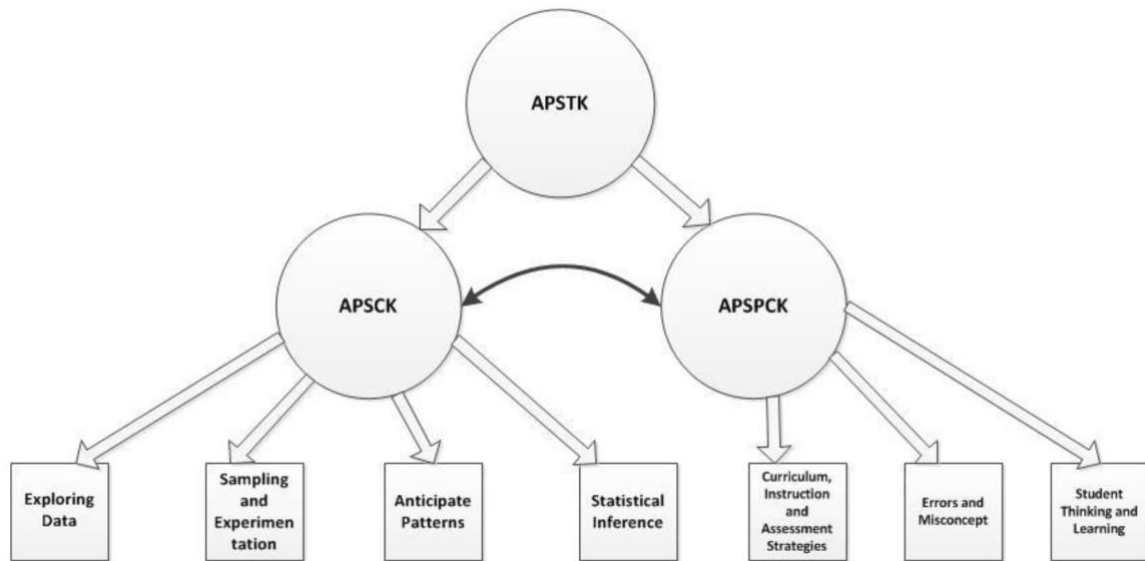 APSTK
APSCK
APSPCK
Exploring
Data
Sampling
and
Experimen
tation
Anticipate
Patterns
Statistical
Inference
Curriculum,
Instruction
and
Assessment
Strategies
Errors and
Misconcept
Student
Thinking and
Learning